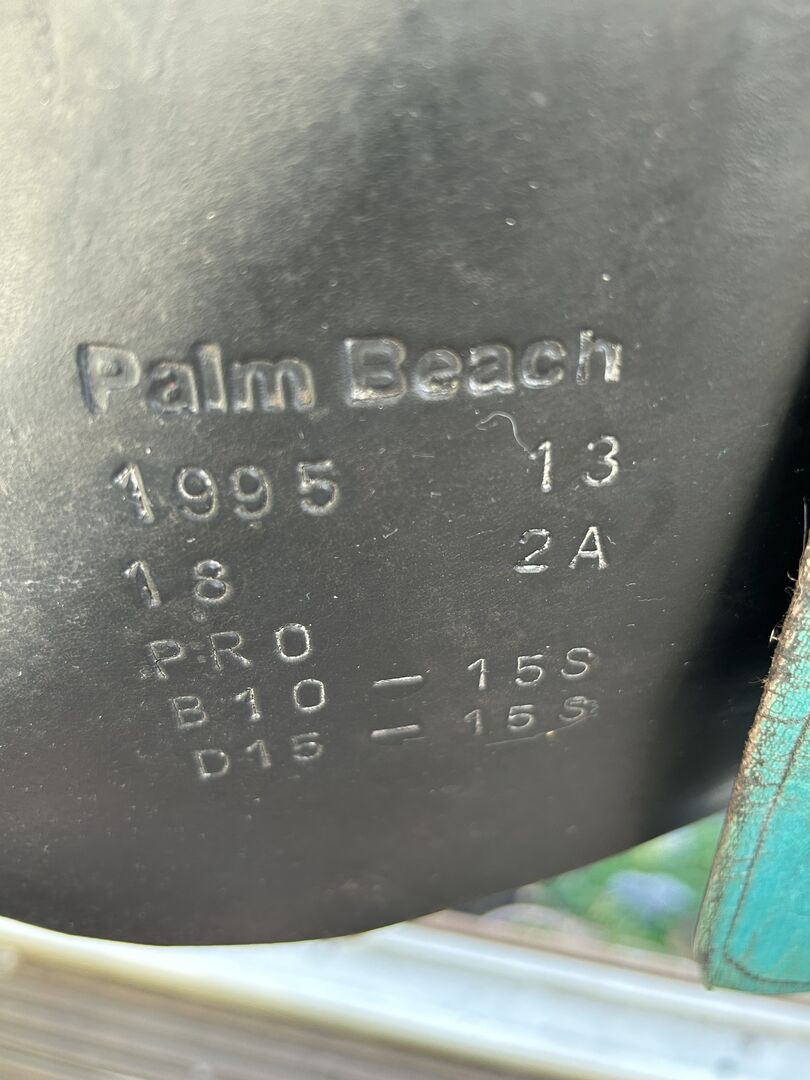 Palm Beach
1995 13
18 2A
PRO
B10 – 15S
D15 – 15S